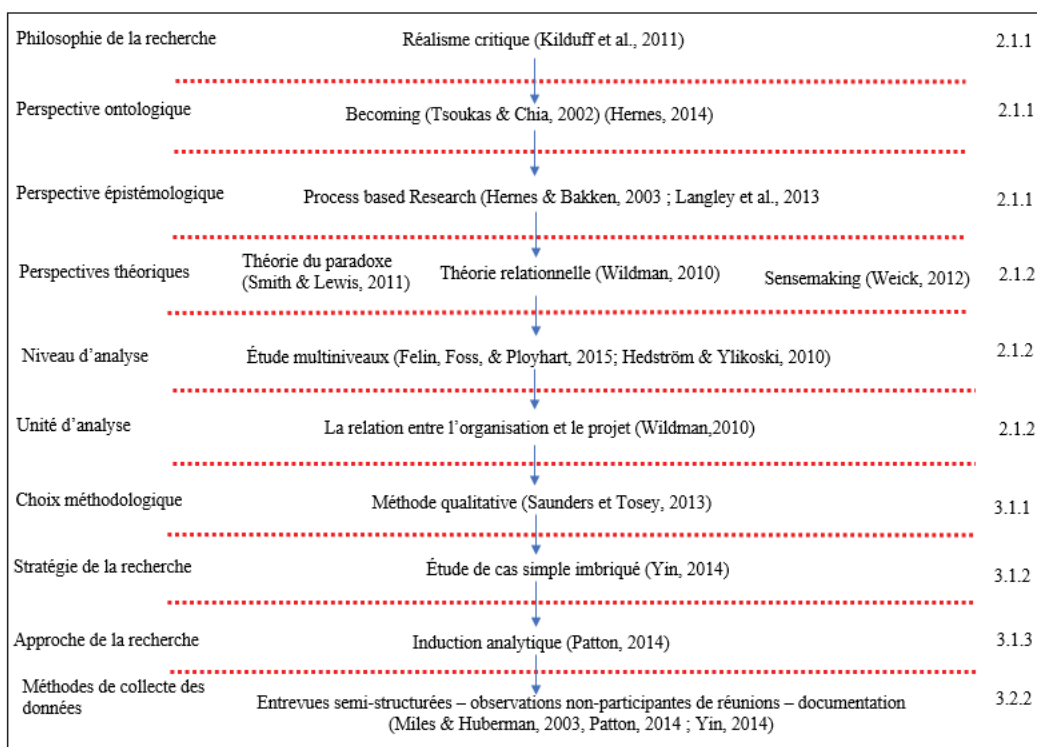 Philosophie de la recherche Réalisme critique (Kilduff et al., 2011) 2.1.1
Perspective ontologique Becoming (Tsoukas & Chia, 2002) (Hernes, 2014) 2.1.1
Perspective épistémologique Process based Research (Hernes & Bakken, 2003 ; Langley et al., 2013 2.1.1
Perspectives théoriques
Théorie du paradoxe
(Smith & Lewis, 2011)
Théorie relationnelle (Wildman, 2010)
Sensemaking (Weick, 2012)
2.1.2
Niveau d’analyse Étude multiniveaux (Felin, Foss, & Ployhart, 2015; Hedström & Ylikoski, 2010) 2.1.2
Unité d’analyse La relation entre l’organisation et le projet (Wildman,2010) 2.1.2
Choix méthodologique Méthode qualitative (Saunders et Tosey, 2013) 3.1.1
Stratégie de la recherche Étude de cas simple imbriqué (Yin, 2014) 3.1.2
Approche de la recherche Induction analytique (Patton, 2014) 3.1.3
Méthodes de collecte des
données
Entrevues semi-structurées – observations non-participantes de réunions – documentation
(Miles & Huberman, 2003, Patton, 2014 ; Yin, 2014)
3.2.2